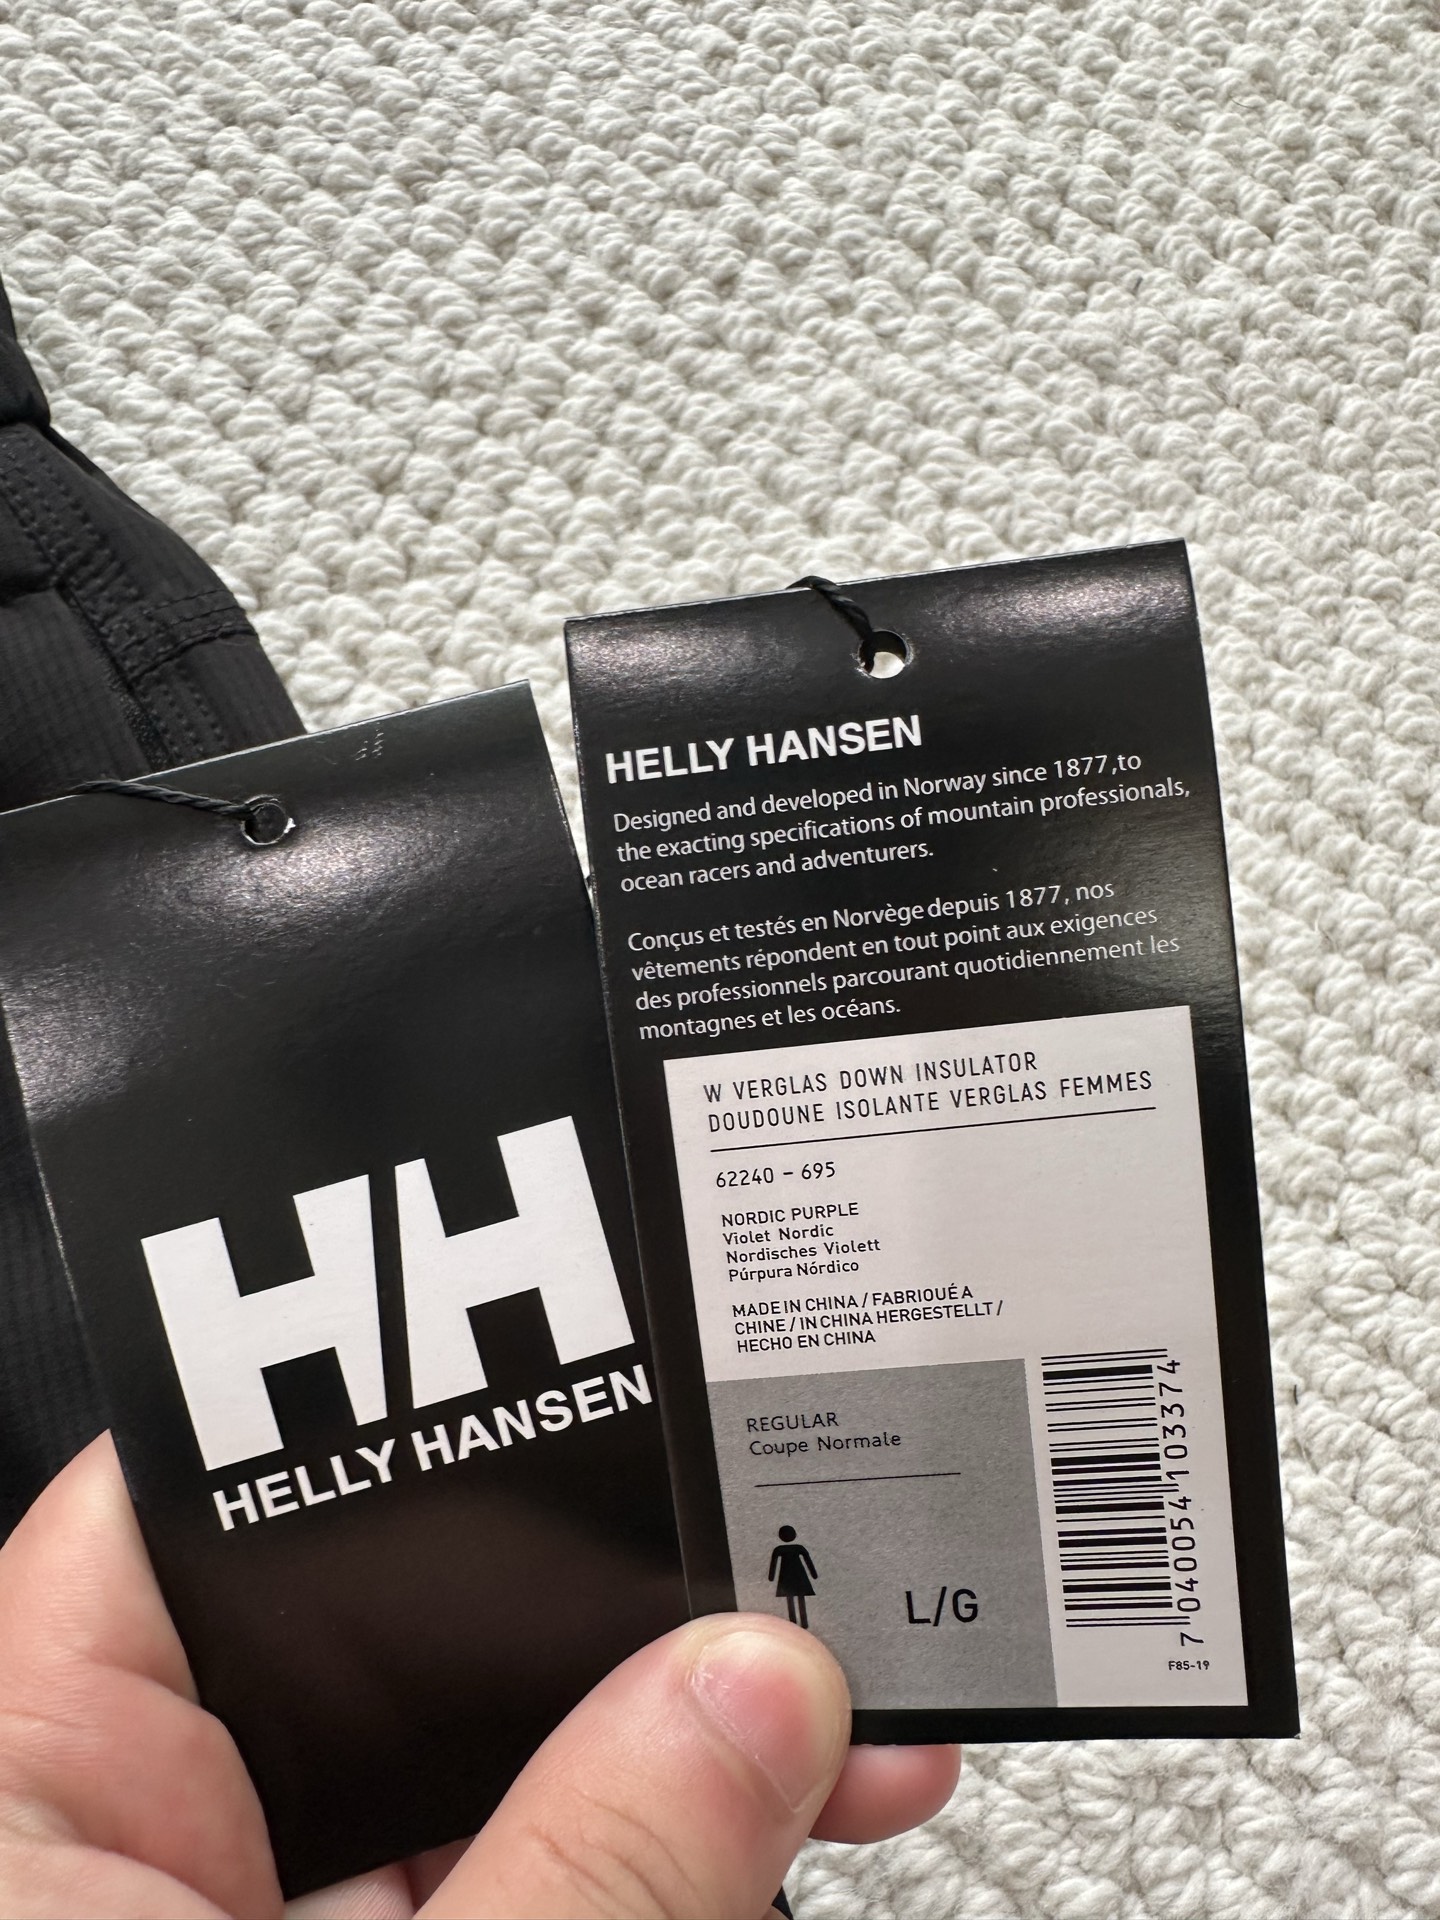 HH
HELLY HANSEN
HELLY HANSEN
Designed and developed in Norway since 1877,to
the exacting specifications of mountain professionals,
ocean racers and adventurers.
Conçus et testés en Norvège depuis 1877, nos
vêtements répondent en tout point aux exigences
des professionnels parcourant quotidiennement les
montagnes et les océans.
W VERGLAS DOWN INSULATOR
DOUDOUNE ISOLANTE VERGLAS FEMMES
62240 - 695
NORDIC PURPLE
Violet Nordic
Nordisches Violett
Púrpura Nórdico
MADE IN CHINA / FABRIQUÉ A
CHINE / IN CHINA HERGESTELLT /
HECHO EN CHINA
REGULAR
Coupe Normale
L/G
7 040054 103374
F85-19